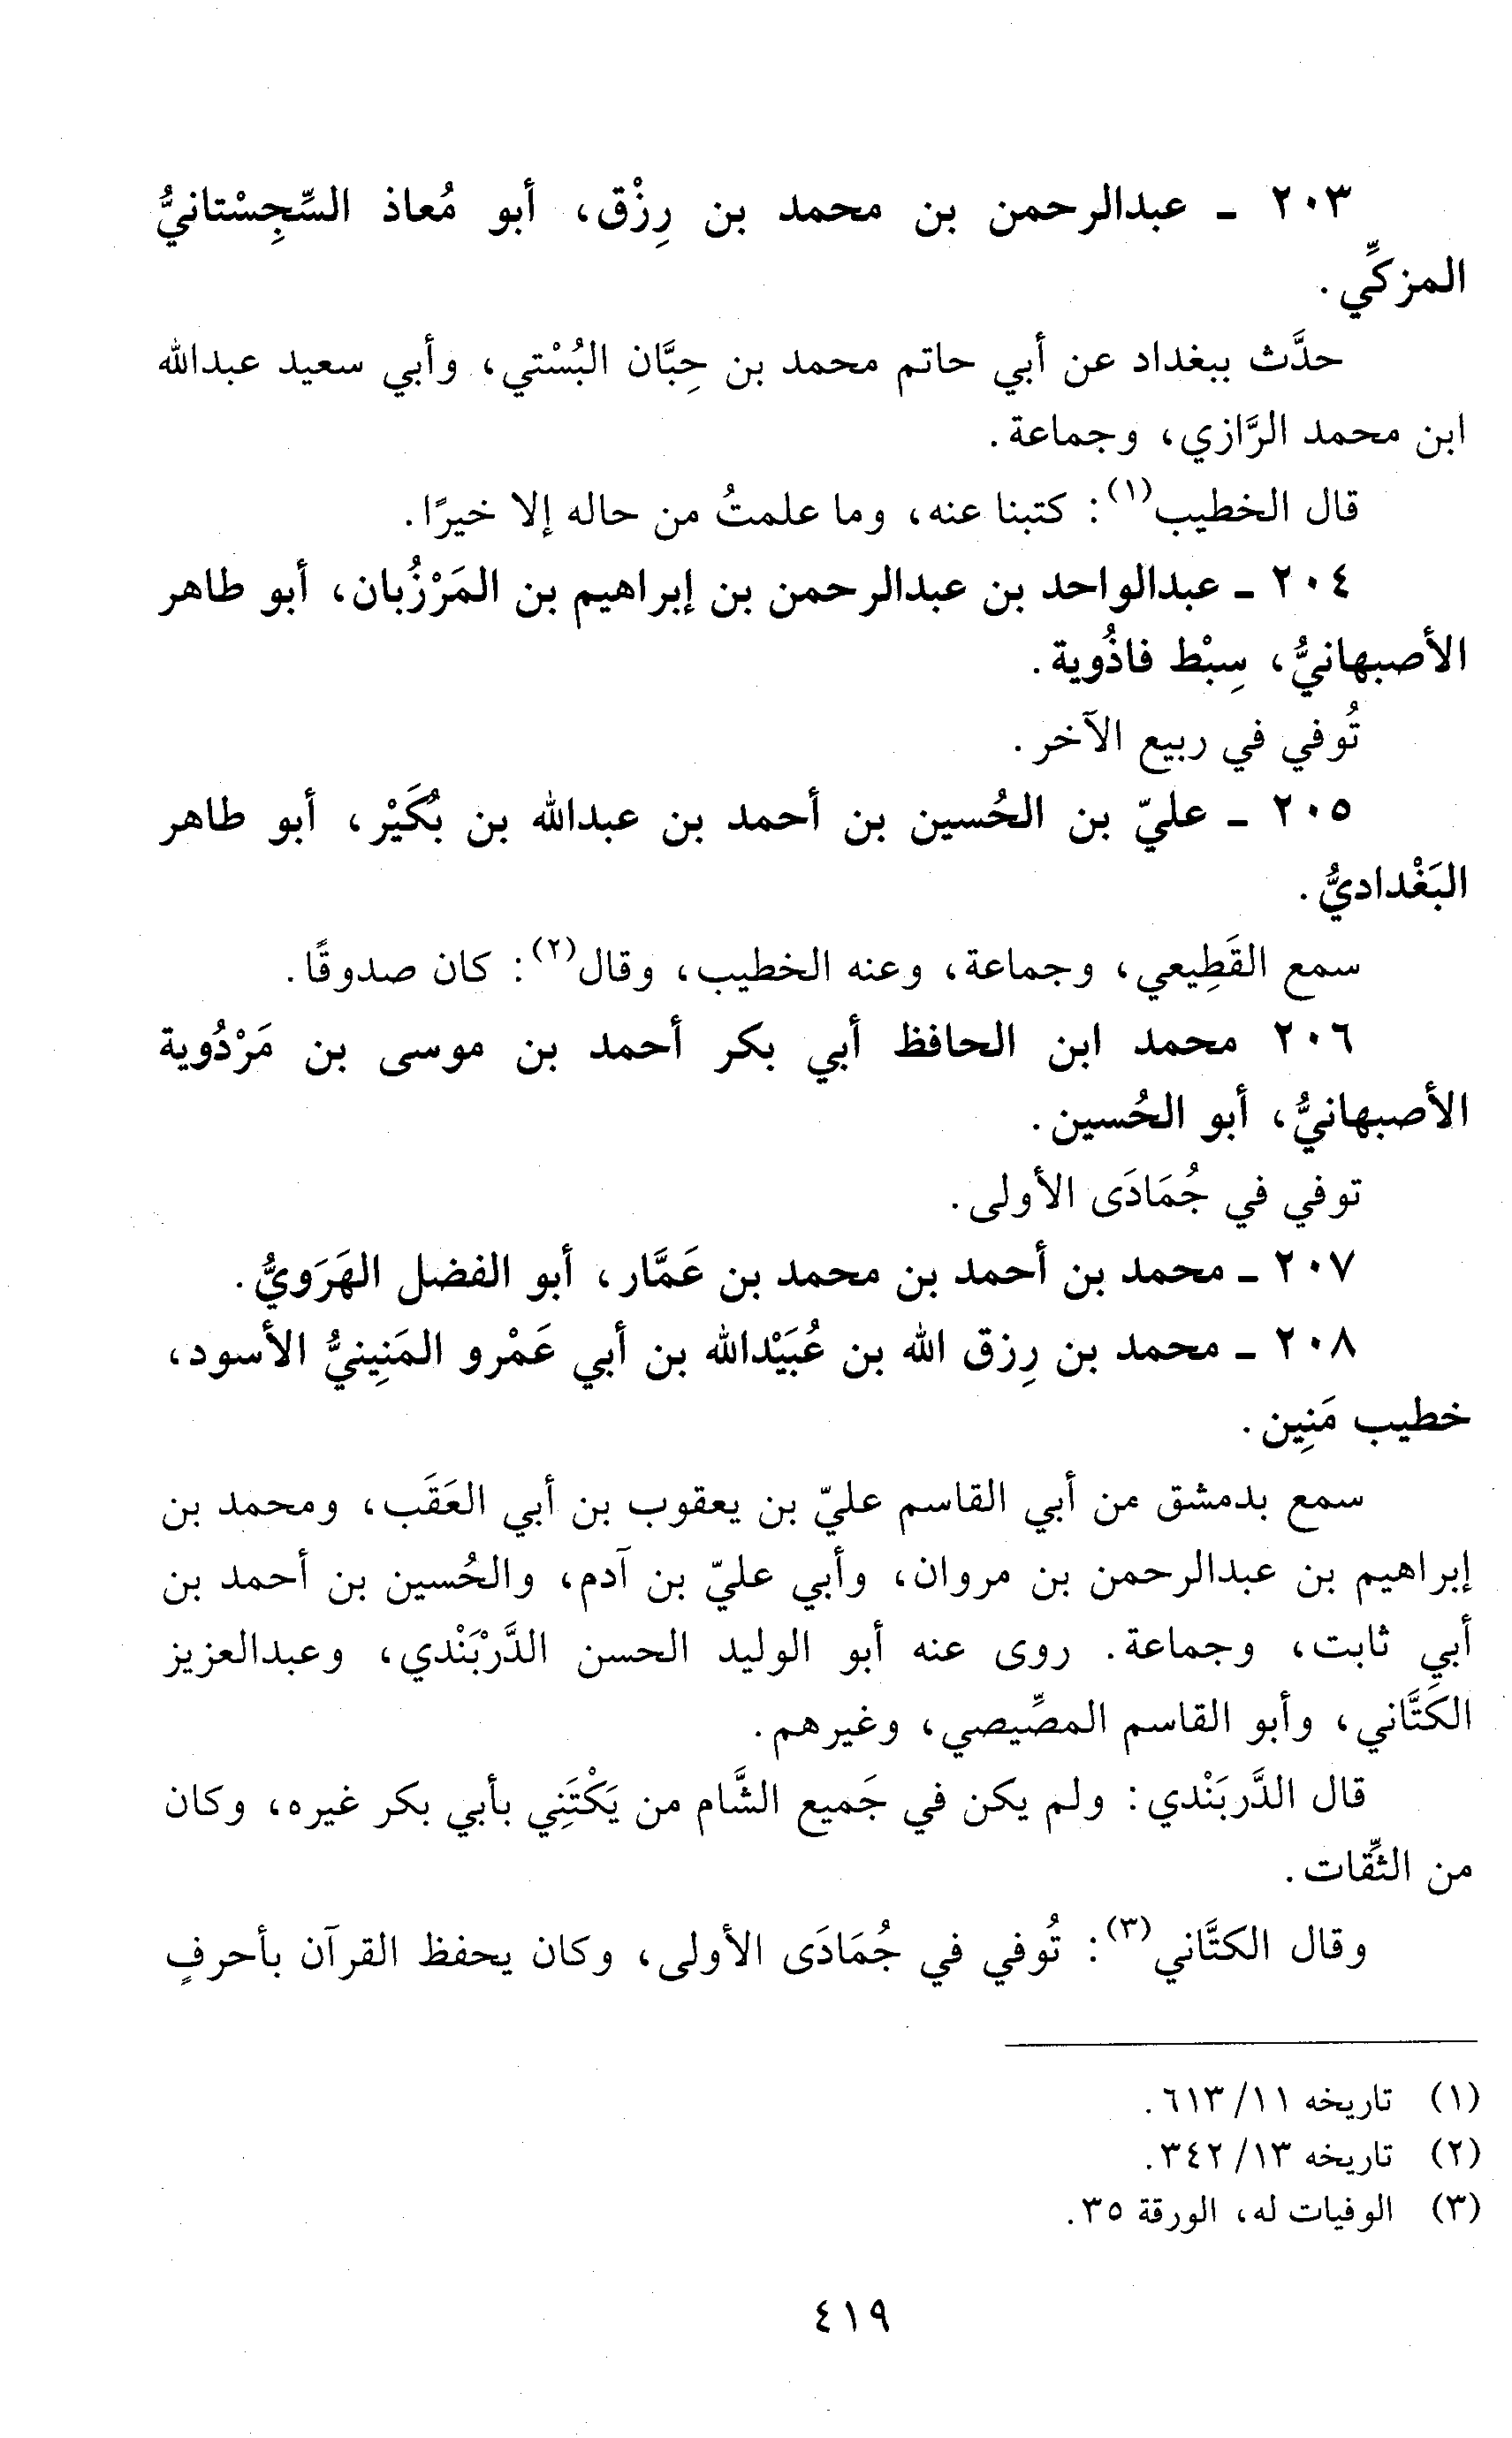 ٢٠٣ - عبدالرحمن بن محمد بن رِزْق، أبو مُعاذ السِّجِسْتانيُّ
المزكِّي.
حدَّث ببغداد عن أبي حاتم محمد بن حِبَّان البُسْتي، وأبي سعيد عبدالله
ابن محمد الرَّازي، وجماعة.
قال الخطيب(١): كتبنا عنه، وما علمتُ من حاله إلا خيرًا.
٢٠٤ - عبدالواحد بن عبدالرحمن بن إبراهيم بن المَرْزُبان، أبو طاهر
الأصبهانيُّ، سِبْط فاذُوية.
تُوفي في ربيع الآخر.
٢٠٥ - عليّ بن الحُسين بن أحمد بن عبدالله بن بُكَيْر، أبو طاهر
البَغْداديُّ.
سمع القَطِيعي، وجماعة، وعنه الخطيب، وقال(٢): كان صدوقًا.
٢٠٦ محمد ابن الحافظ أبي بكر أحمد بن موسى بن مَرْدُوية
الأصبهانيُّ، أبو الحُسين.
توفي في جُمَادَى الأولى.
٢٠٧ - محمد بن أحمد بن محمد بن عَمَّار، أبو الفضل الهَرَويُّ.
٢٠٨ - محمد بن رِزق الله بن عُبَيْدالله بن أبي عَمْرو المَنِينيُّ الأسود،
خطيب مَنِين.
سمع بدمشق من أبي القاسم عليّ بن يعقوب بن أبي العَقَب، ومحمد بن
إبراهيم بن عبدالرحمن بن مروان، وأبي عليّ بن آدم، والحُسين بن أحمد بن
أبي ثابت، وجماعة. روى عنه أبو الوليد الحسن الدَّرْبَنْدي، وعبدالعزيز
الكَتَّاني، وأبو القاسم المصِّيصي، وغيرهم.
قال الدَّربَنْدي: ولم يكن في جَميع الشَّام من يَكْتَنِي بأبي بكر غيره، وكان
من الثِّقات.
وقال الكتَّاني(٣): تُوفي في جُمَادَى الأولى، وكان يحفظ القرآن بأحرفٍ
(١) تاريخه ١١/ ٦١٣.
(٢) تاريخه ١٣/ ٣٤٢.
(٣) الوفيات له، الورقة ٣٥.
٤١٩